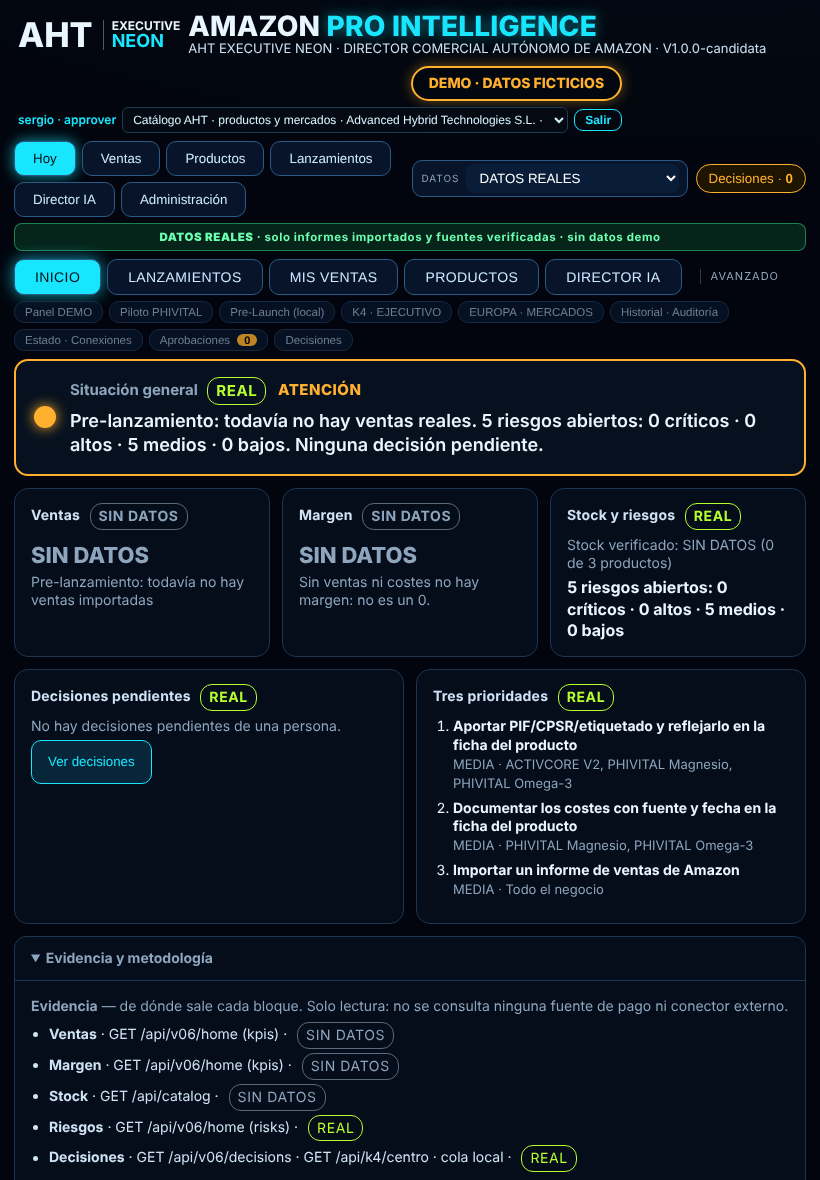 AHT EXECUTIVE NEON
AMAZON PRO INTELLIGENCE
AHT EXECUTIVE NEON · DIRECTOR COMERCIAL AUTÓNOMO DE AMAZON · V1.0.0-candidata
DEMO · DATOS FICTICIOS
sergio · approver
Catálogo AHT · productos y mercados · Advanced Hybrid Technologies S.L. ·
Salir
Hoy
Ventas
Productos
Lanzamientos
Director IA
Administración
DATOS
DATOS REALES
Decisiones · 0
DATOS REALES · solo informes importados y fuentes verificadas · sin datos demo
INICIO
LANZAMIENTOS
MIS VENTAS
PRODUCTOS
DIRECTOR IA
AVANZADO
Panel DEMO
Piloto PHIVITAL
Pre-Launch (local)
K4 · EJECUTIVO
EUROPA · MERCADOS
Historial · Auditoría
Estado · Conexiones
Aprobaciones 0
Decisiones
Situación general REAL ATENCIÓN
Pre-lanzamiento: todavía no hay ventas reales. 5 riesgos abiertos: 0 críticos · 0
altos · 5 medios · 0 bajos. Ninguna decisión pendiente.
Ventas SIN DATOS
SIN DATOS
Pre-lanzamiento: todavía no hay
ventas importadas
Margen SIN DATOS
SIN DATOS
Sin ventas ni costes no hay
margen: no es un 0.
Stock y riesgos REAL
Stock verificado: SIN DATOS (0
de 3 productos)
5 riesgos abiertos: 0
críticos · 0 altos · 5 medios ·
0 bajos
Decisiones pendientes REAL
No hay decisiones pendientes de una persona.
Ver decisiones
Tres prioridades REAL
1. Aportar PIF/CPSR/etiquetado y reflejarlo en la
ficha del producto
MEDIA · ACTIVCORE V2, PHIVITAL Magnesio,
PHIVITAL Omega-3
2. Documentar los costes con fuente y fecha en la
ficha del producto
MEDIA · PHIVITAL Magnesio, PHIVITAL Omega-3
3. Importar un informe de ventas de Amazon
MEDIA · Todo el negocio
▼ Evidencia y metodología
Evidencia — de dónde sale cada bloque. Solo lectura: no se consulta ninguna fuente de pago ni conector externo.
• Ventas · GET /api/v06/home (kpis) · SIN DATOS
• Margen · GET /api/v06/home (kpis) · SIN DATOS
• Stock · GET /api/catalog · SIN DATOS
• Riesgos · GET /api/v06/home (risks) · REAL
• Decisiones · GET /api/v06/decisions · GET /api/k4/centro · cola local · REAL